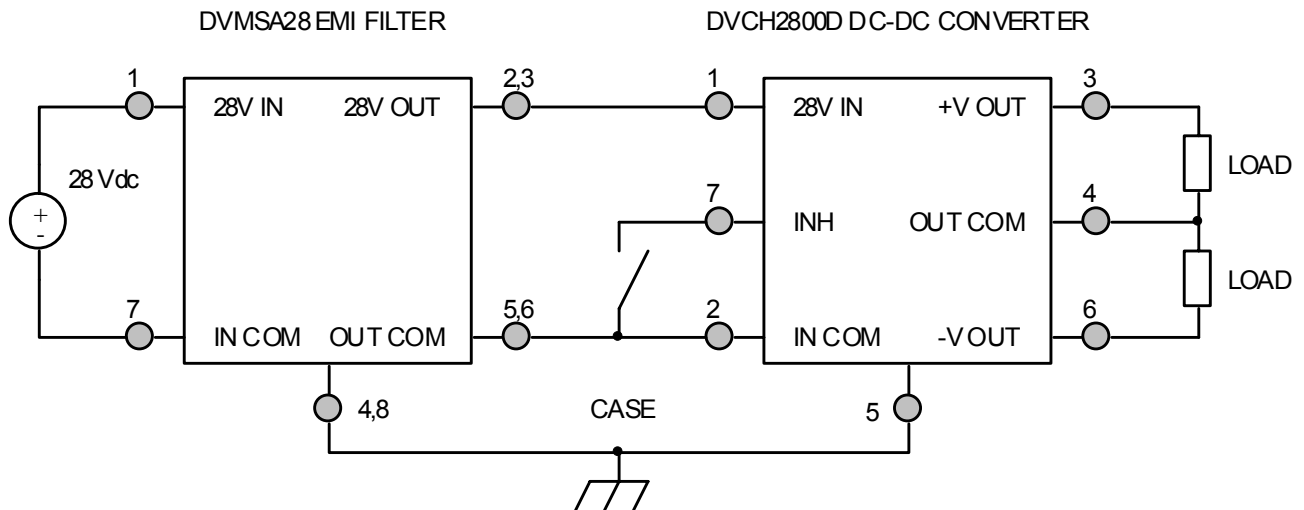 DVMSA28 EMI FILTER
DVCH2800D DC-DC CONVERTER
1
2,3
1
3
28V IN
28V OUT
28V IN
+V OUT
28 Vdc
LOAD
+
-
7
4
INH
OUT COM
LOAD
7
5,6
2
6
IN COM
OUT COM
IN COM
-V OUT
4,8
CASE
5